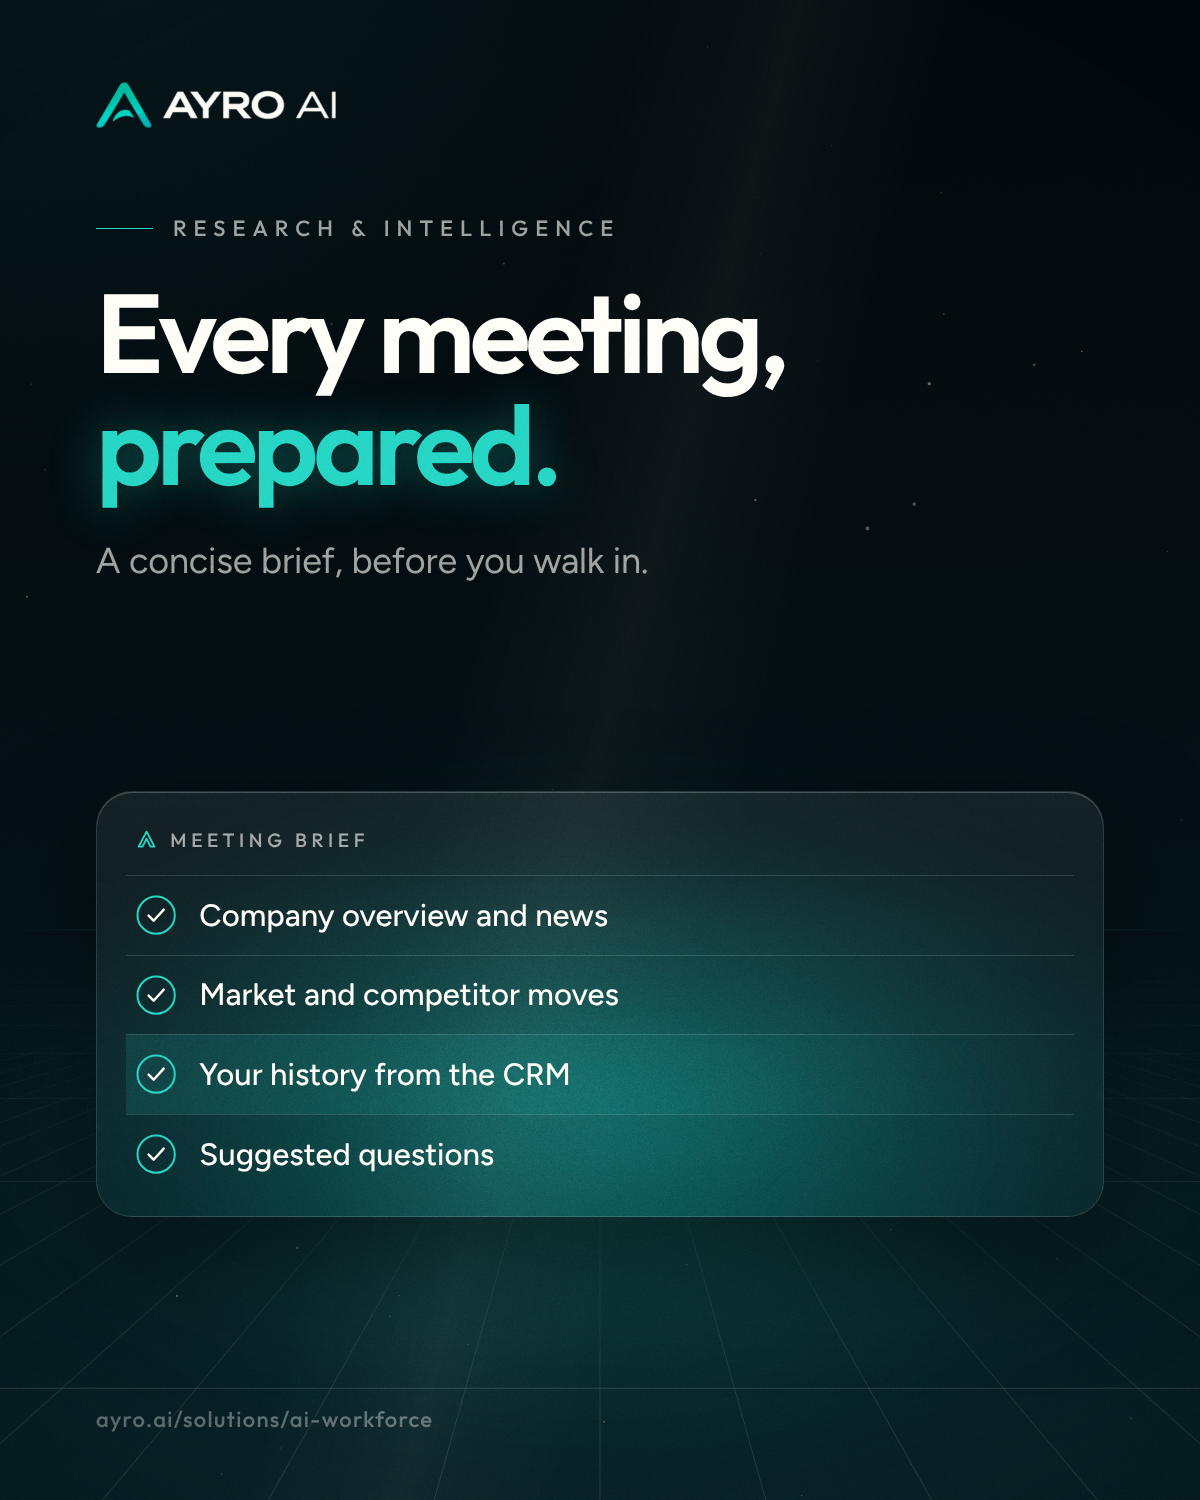 AYRO AI
RESEARCH & INTELLIGENCE
Every meeting,
prepared.
A concise brief, before you walk in.
MEETING BRIEF
Company overview and news
Market and competitor moves
Your history from the CRM
Suggested questions
ayro.ai/solutions/ai-workforce